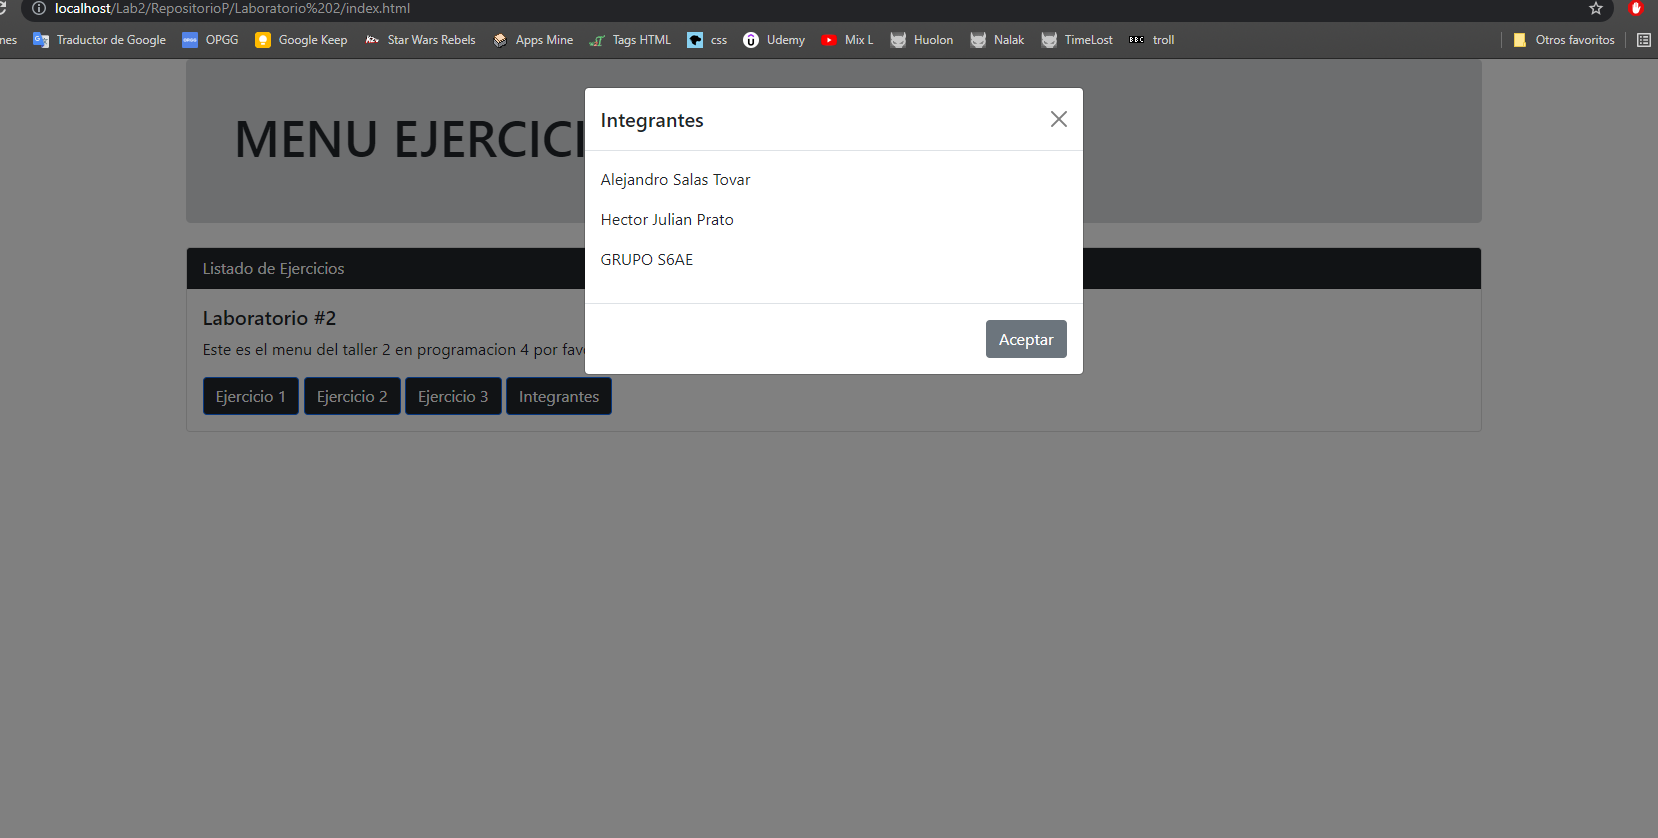 localhost/Lab2/RepositorioP/Laboratorio%202/index.html
nes Traductor de Google OPGG Google Keep Star Wars Rebels Apps Mine Tags HTML css Udemy Mix L Huolon Nalak TimeLost BBC troll Otros favoritos
MENU EJERCICI
Integrantes
Alejandro Salas Tovar
Hector Julian Prato
GRUPO S6AE
Aceptar
Listado de Ejercicios
Laboratorio #2
Este es el menu del taller 2 en programacion 4 por fav
Ejercicio 1 Ejercicio 2 Ejercicio 3 Integrantes